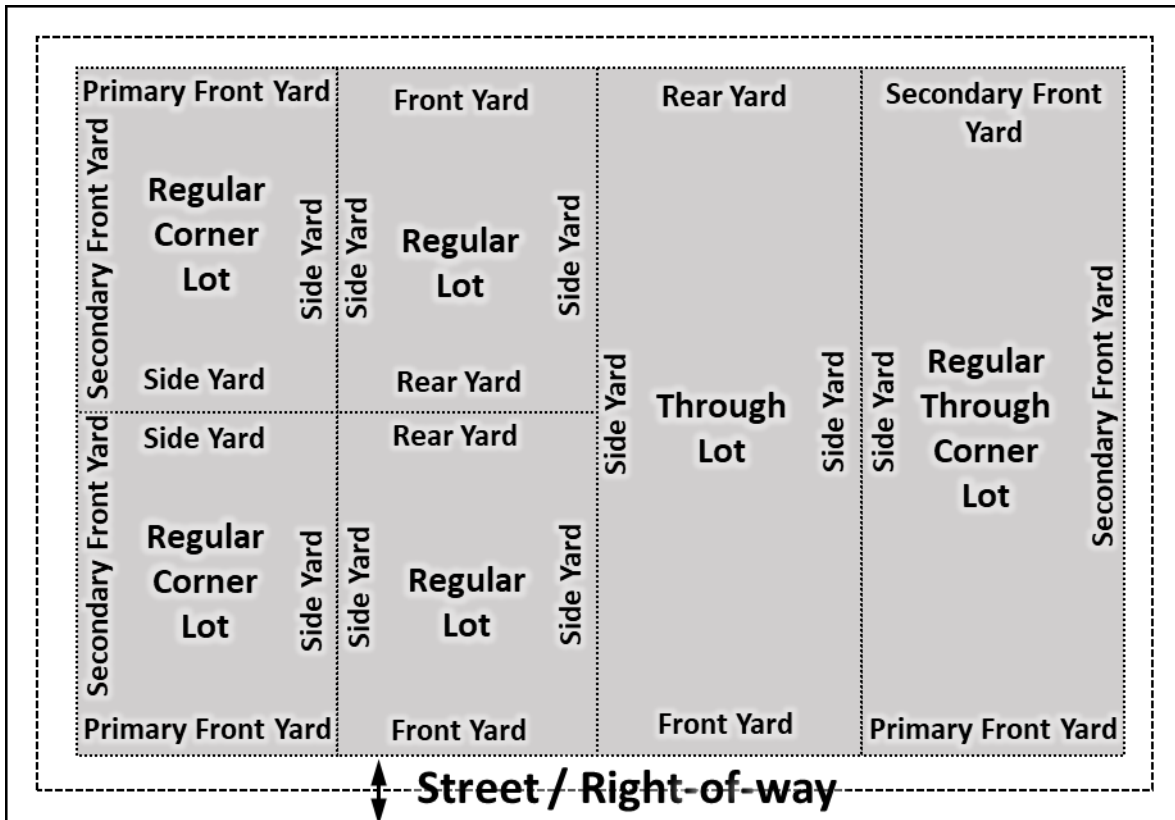 Primary Front Yard
Secondary Front Yard
Regular
Corner
Lot
Side Yard
Side Yard
Front Yard
Side Yard
Regular
Lot
Side Yard
Rear Yard
Rear Yard
Side Yard
Through
Lot
Side Yard
Front Yard
Secondary Front
Yard
Side Yard
Regular
Through
Corner
Lot
Secondary Front Yard
Primary Front Yard
Side Yard
Secondary Front Yard
Regular
Corner
Lot
Side Yard
Primary Front Yard
Rear Yard
Side Yard
Regular
Lot
Side Yard
Front Yard
Street / Right-of-way